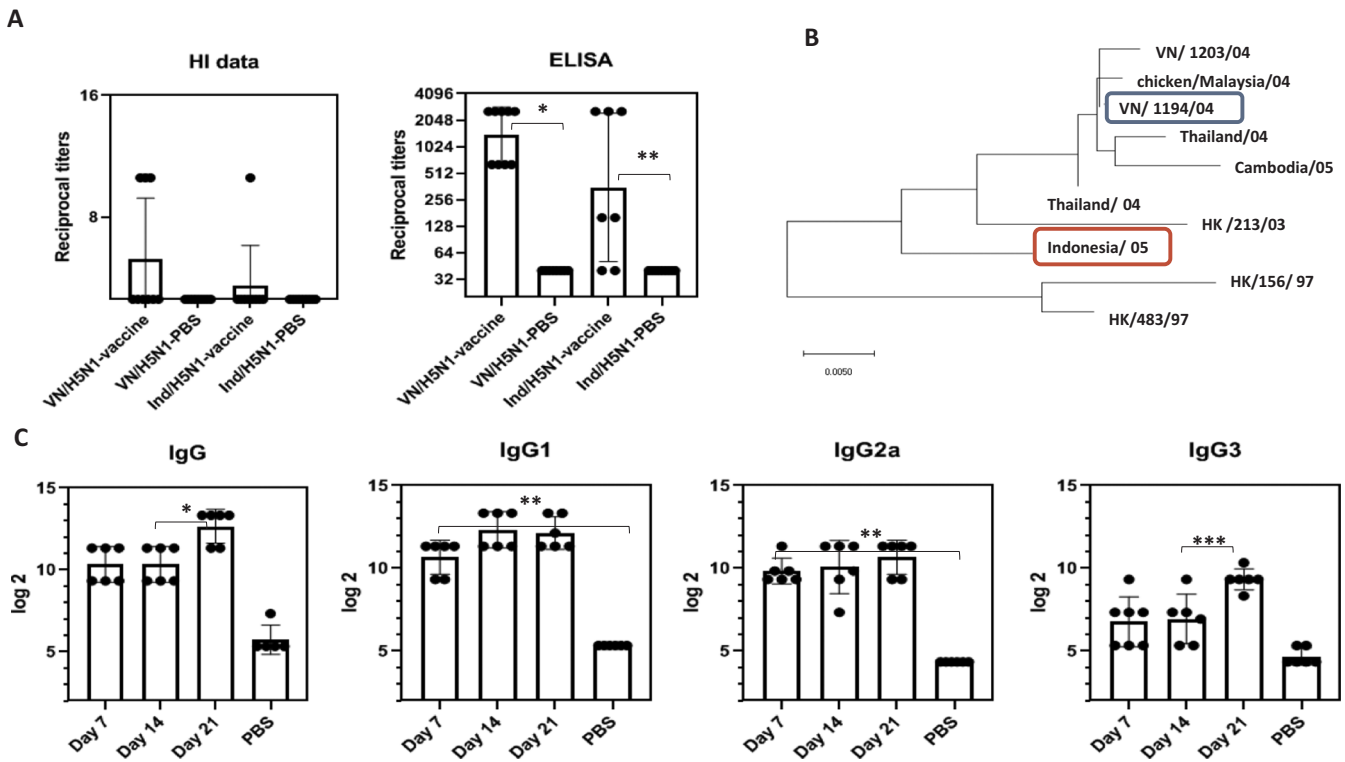 A
HI data
16
8
Reciprocal titers
VN/H5N1-vaccine
VN/H5N1-PBS
Ind/H5N1-vaccine
Ind/H5N1-PBS
ELISA
4096
2048
1024
512
256
128
64
32
Reciprocal titers
*
**
VN/H5N1-vaccine
VN/H5N1-PBS
Ind/H5N1-vaccine
Ind/H5N1-PBS
B
VN/ 1203/04
chicken/Malaysia/04
VN/ 1194/04
Thailand/04
Cambodia/05
Thailand/ 04
HK /213/03
Indonesia/ 05
HK/156/ 97
HK/483/97
0.0050
C
IgG
15
10
5
log 2
*
Day 7
Day 14
Day 21
PBS
IgG1
15
10
5
log 2
**
Day 7
Day 14
Day 21
PBS
IgG2a
15
10
5
log 2
**
Day 7
Day 14
Day 21
PBS
IgG3
15
10
5
log 2
***
Day 7
Day 14
Day 21
PBS